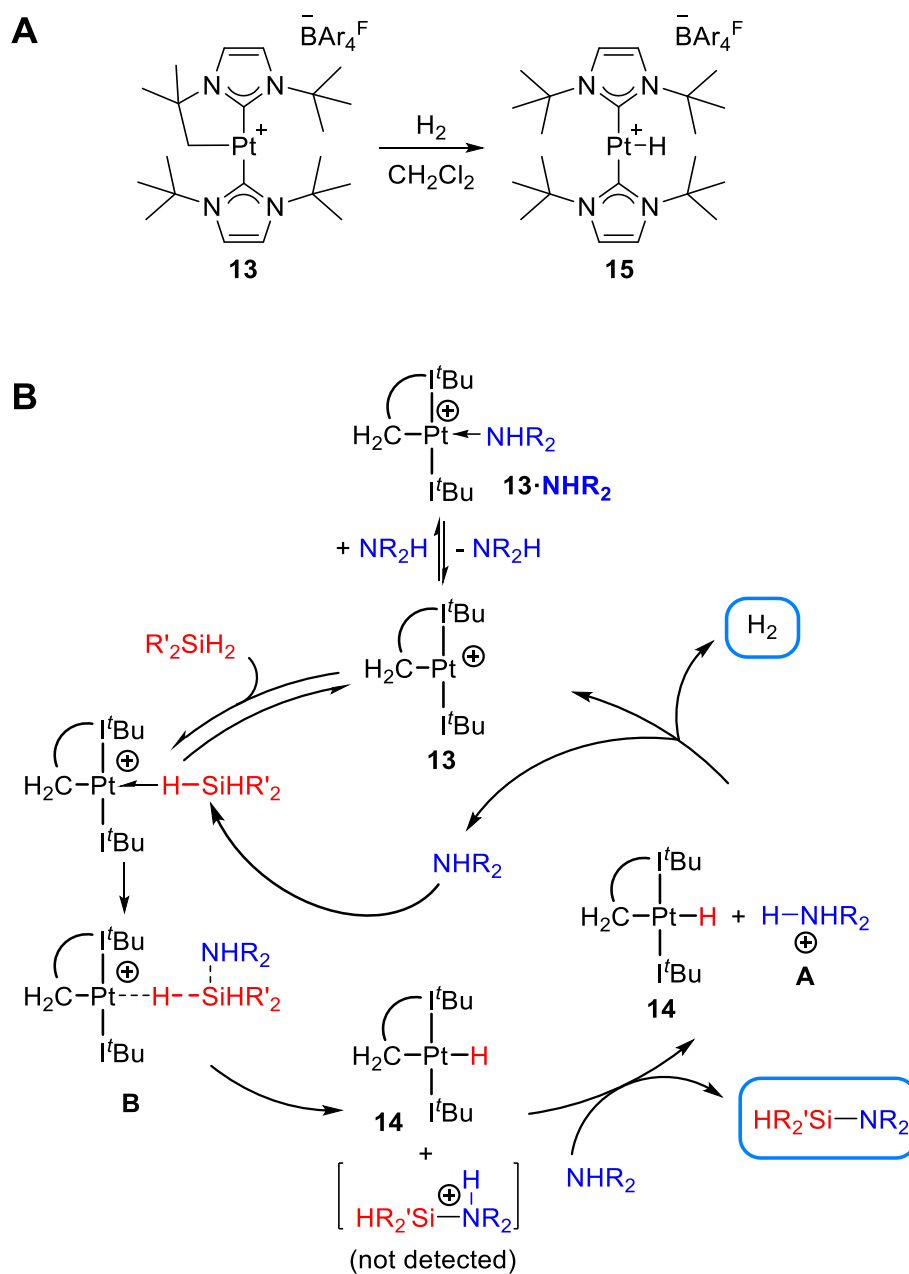 A
B̄Ar₄ᶠ
B̄Ar₄ᶠ
N N
Pt⁺
H₂
CH₂Cl₂
Pt⁺-H
N N
N N
N N
13
15
B
IᵗBu
⊕
H₂C–Pt NHR₂
IᵗBu
13·NHR₂
+ NR₂H - NR₂H
IᵗBu
⊕
H₂C–Pt
IᵗBu
13
R'₂SiH₂
H₂
IᵗBu
⊕
H₂C–Pt H–SiHR'₂
IᵗBu
NHR₂
IᵗBu
H₂C–Pt–H + H–NHR₂
⊕
IᵗBu
14
A
IᵗBu NHR₂
⊕
H₂C–Pt---H--SiHR'₂
IᵗBu
B
IᵗBu
H₂C–Pt–H
IᵗBu
14
+
H
⊕
HR₂'Si–NR₂
(not detected)
NHR₂
HR₂'Si–NR₂